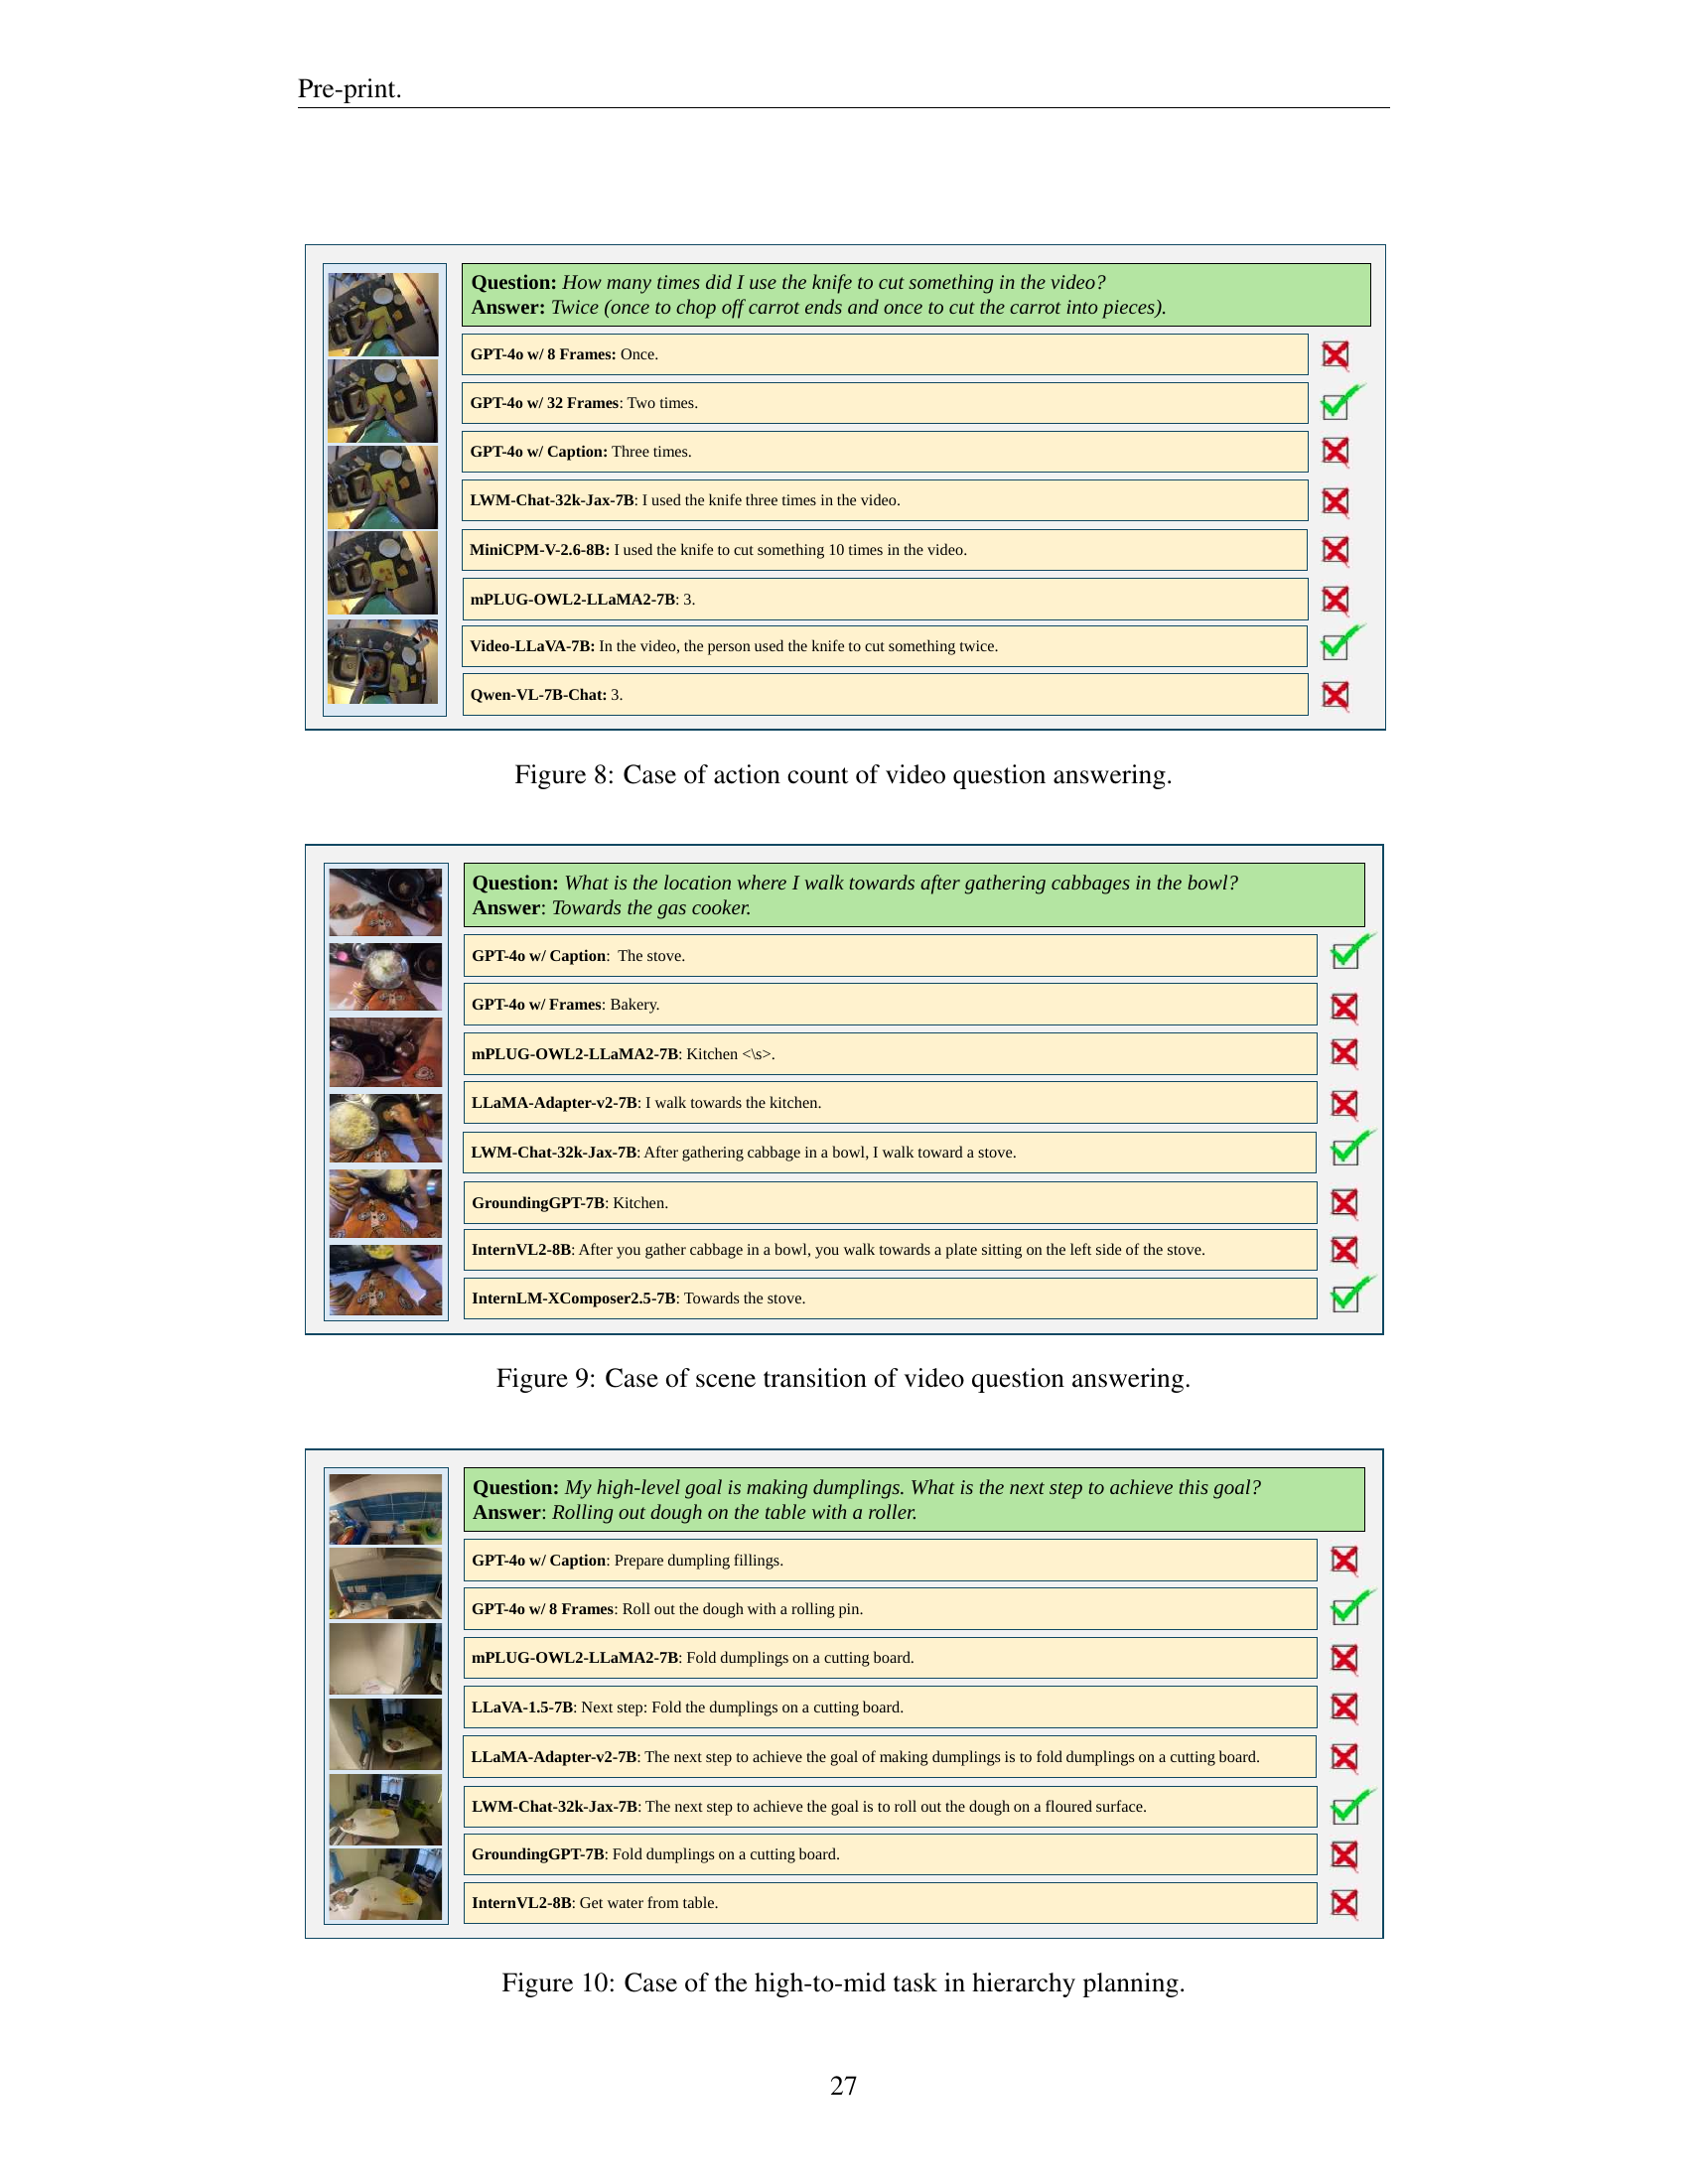 Pre-print.
Question: How many times did I use the knife to cut something in the video?
Answer: Twice (once to chop off carrot ends and once to cut the carrot into pieces).
GPT-4o w/ 8 Frames: Once.
GPT-4o w/ 32 Frames: Two times.
GPT-4o w/ Caption: Three times.
LWM-Chat-32k-Jax-7B: I used the knife three times in the video.
MiniCPM-V-2.6-8B: I used the knife to cut something 10 times in the video.
mPLUG-OWL2-LLaMA2-7B: 3.
Video-LLaVA-7B: In the video, the person used the knife to cut something twice.
Qwen-VL-7B-Chat: 3.
Figure 8: Case of action count of video question answering.
Question: What is the location where I walk towards after gathering cabbages in the bowl?
Answer: Towards the gas cooker.
GPT-4o w/ Caption: The stove.
GPT-4o w/ Frames: Bakery.
mPLUG-OWL2-LLaMA2-7B: Kitchen <\s>.
LLaMA-Adapter-v2-7B: I walk towards the kitchen.
LWM-Chat-32k-Jax-7B: After gathering cabbage in a bowl, I walk toward a stove.
GroundingGPT-7B: Kitchen.
InternVL2-8B: After you gather cabbage in a bowl, you walk towards a plate sitting on the left side of the stove.
InternLM-XComposer2.5-7B: Towards the stove.
Figure 9: Case of scene transition of video question answering.
Question: My high-level goal is making dumplings. What is the next step to achieve this goal?
Answer: Rolling out dough on the table with a roller.
GPT-4o w/ Caption: Prepare dumpling fillings.
GPT-4o w/ 8 Frames: Roll out the dough with a rolling pin.
mPLUG-OWL2-LLaMA2-7B: Fold dumplings on a cutting board.
LLaVA-1.5-7B: Next step: Fold the dumplings on a cutting board.
LLaMA-Adapter-v2-7B: The next step to achieve the goal of making dumplings is to fold dumplings on a cutting board.
LWM-Chat-32k-Jax-7B: The next step to achieve the goal is to roll out the dough on a floured surface.
GroundingGPT-7B: Fold dumplings on a cutting board.
InternVL2-8B: Get water from table.
Figure 10: Case of the high-to-mid task in hierarchy planning.
27